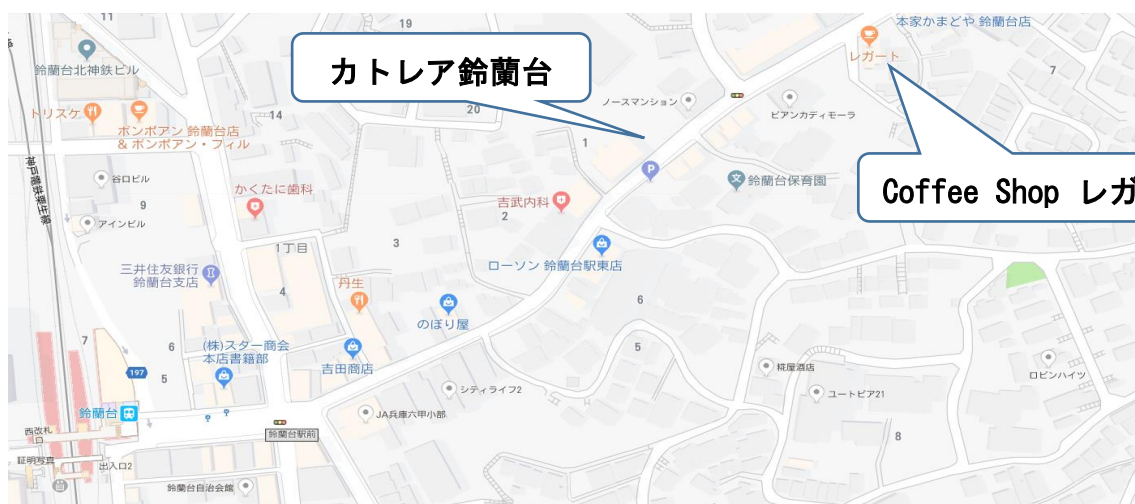 11
19
本家かまどや 鈴蘭台店
レガート
7
鈴蘭台北神鉄ビル
カトレア鈴蘭台
トリスケ
ボンボアン 鈴蘭台店
& ボンボアン・フィル
14
20
ノースマンション
ビアンカディモーラ
1
神戸電鉄粟生線
谷口ビル
9
アインビル
かくたに歯科
吉武内科
2
P
鈴蘭台保育園
Coffee Shop レガ
1丁目
3
ローソン 鈴蘭台駅東店
三井住友銀行
鈴蘭台支店
4
丹生
のぼり屋
6
7
6
(株)スター商会
本店書籍部
吉田商店
5
197
5
シティライフ2
糀屋酒店
ロビンハイツ
ユートピア21
鈴蘭台
JA兵庫六甲小部
8
西改札
口
鈴蘭台駅前
証明写真
出入口2
鈴蘭台自治会館